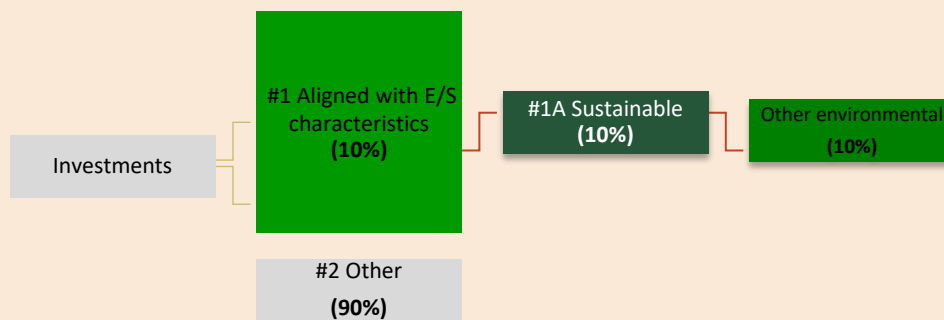 Investments
#1 Aligned with E/S
characteristics
(10%)
#2 Other
(90%)
#1A Sustainable
(10%)
Other environmental
(10%)